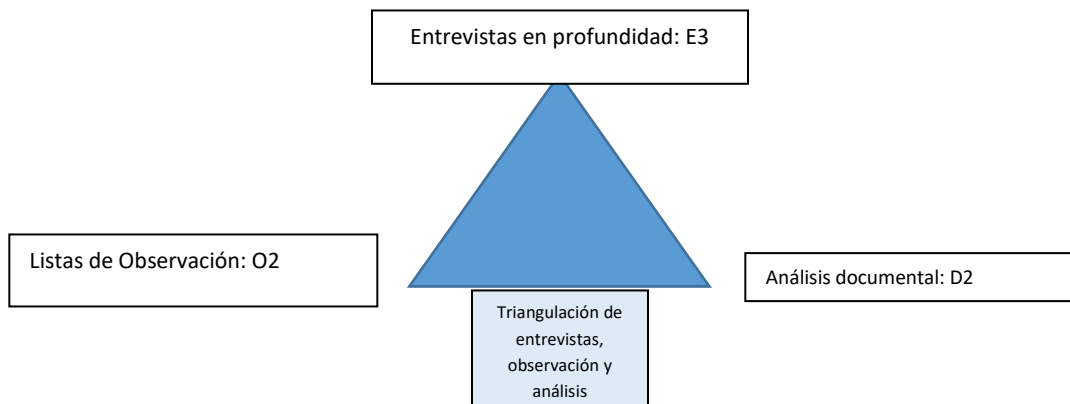 Entrevistas en profundidad: E3
Listas de Observación: O2
Análisis documental: D2
Triangulación de
entrevistas,
observación y
análisis